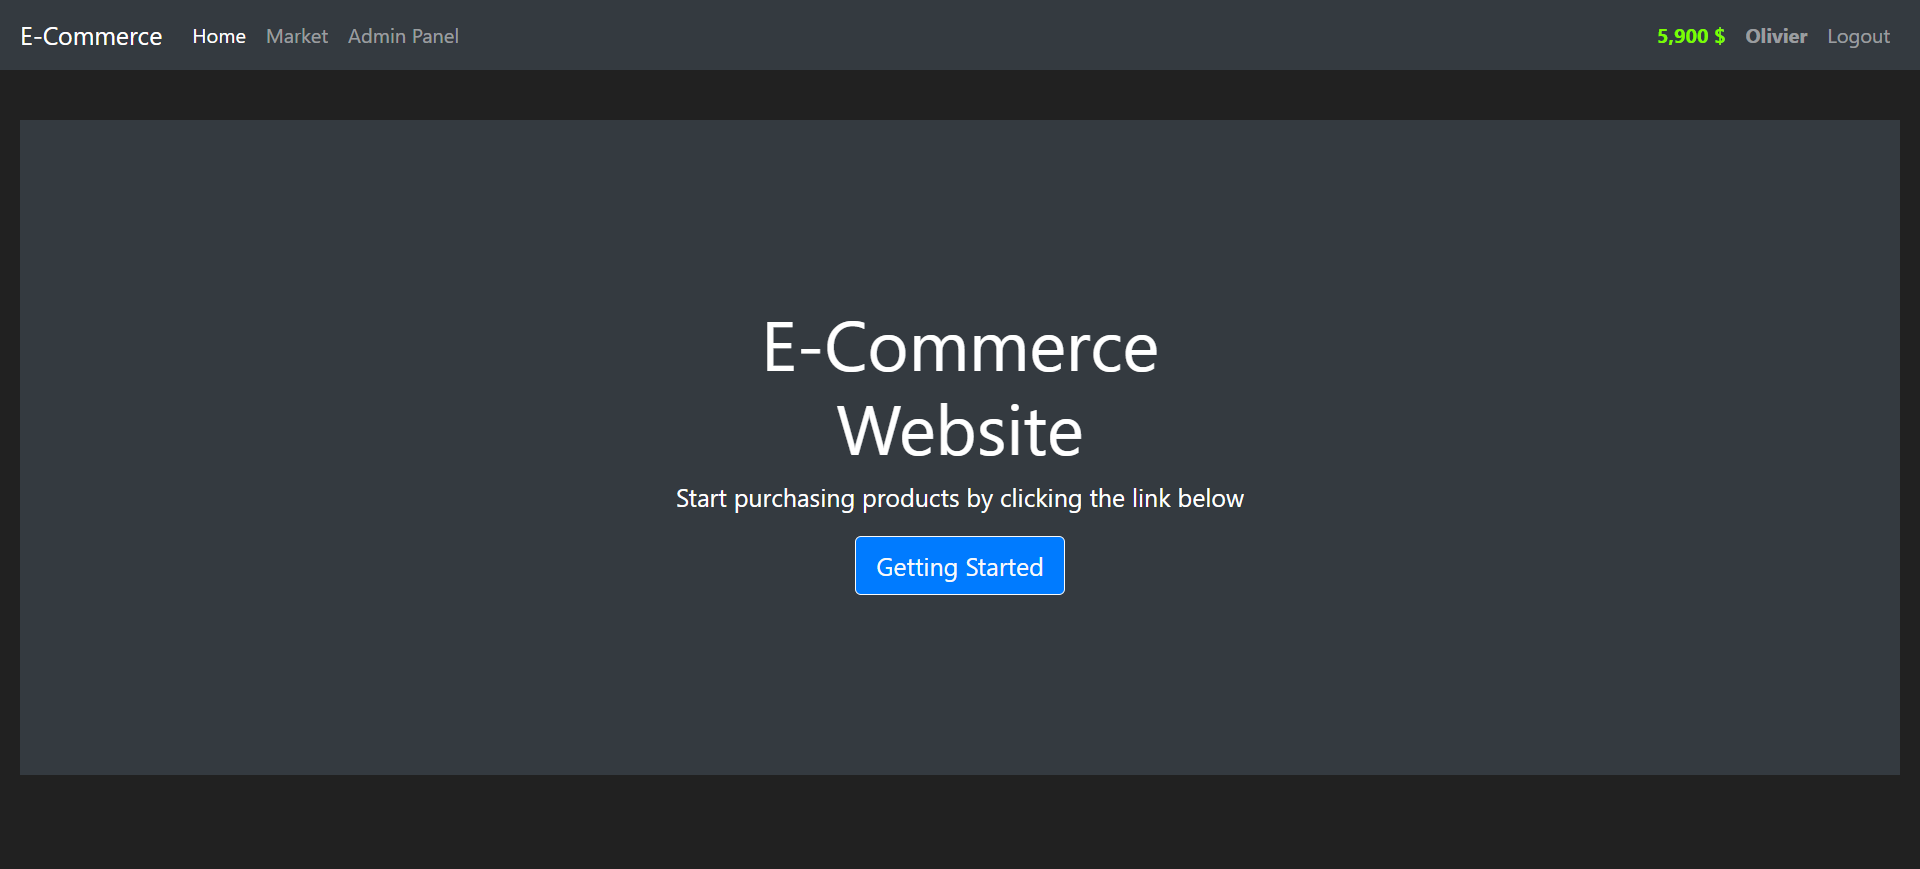 E-Commerce Home Market Admin Panel 5,900 $ Olivier Logout
E-Commerce
Website
Start purchasing products by clicking the link below
Getting Started